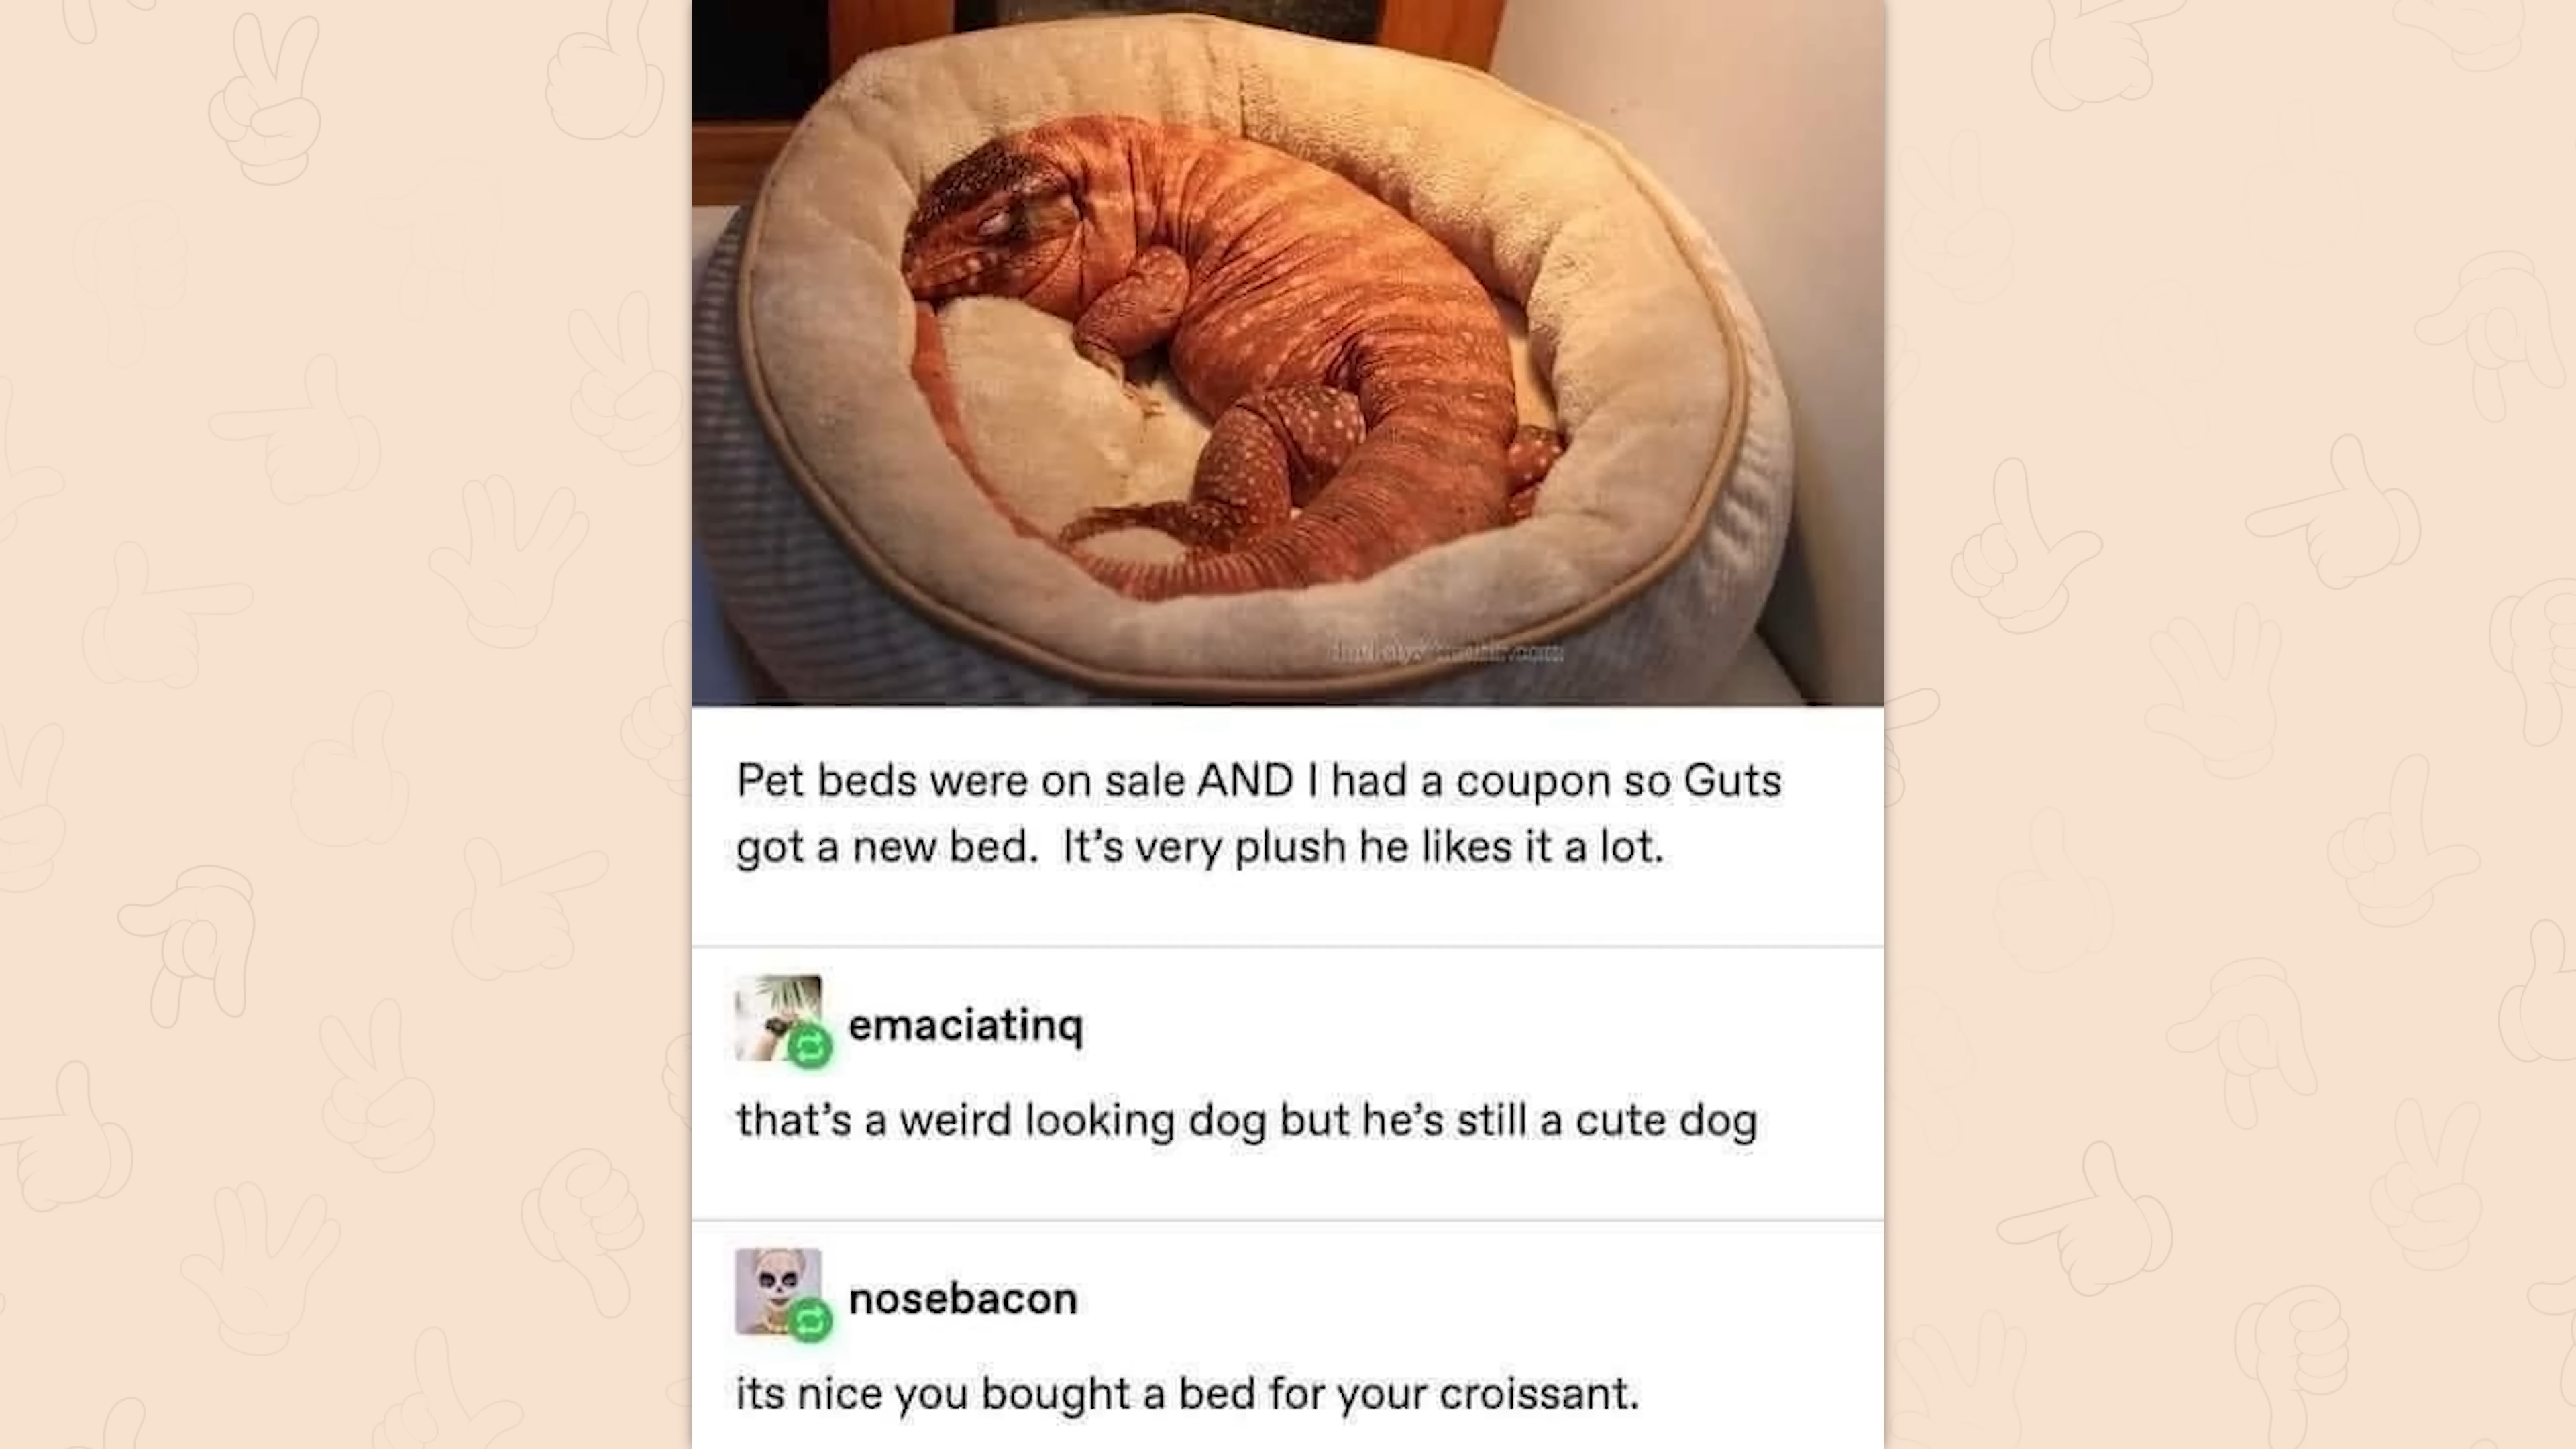 Pet beds were on sale AND I had a coupon so Guts
got a new bed.  It’s very plush he likes it a lot.
emaciatinq
that’s a weird looking dog but he’s still a cute dog
nosebacon
its nice you bought a bed for your croissant.